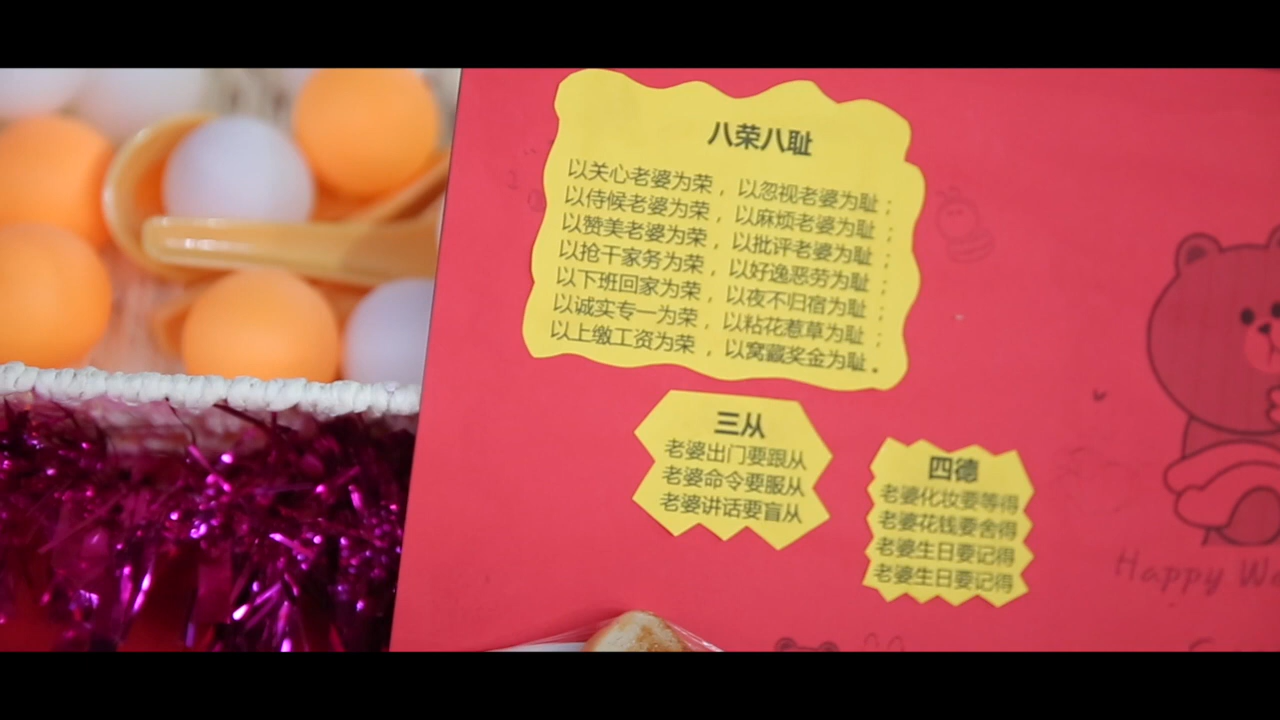 八荣八耻
以关心老婆为荣，以忽视老婆为耻；
以侍候老婆为荣，以麻烦老婆为耻；
以赞美老婆为荣，以批评老婆为耻；
以抢干家务为荣，以好逸恶劳为耻；
以下班回家为荣，以夜不归宿为耻；
以诚实专一为荣，以粘花惹草为耻；
以上缴工资为荣，以窝藏奖金为耻。
三从
老婆出门要跟从
老婆命令要服从
老婆讲话要盲从
四德
老婆化妆要等得
老婆花钱要舍得
老婆生日要记得
老婆生日要记得
Happy